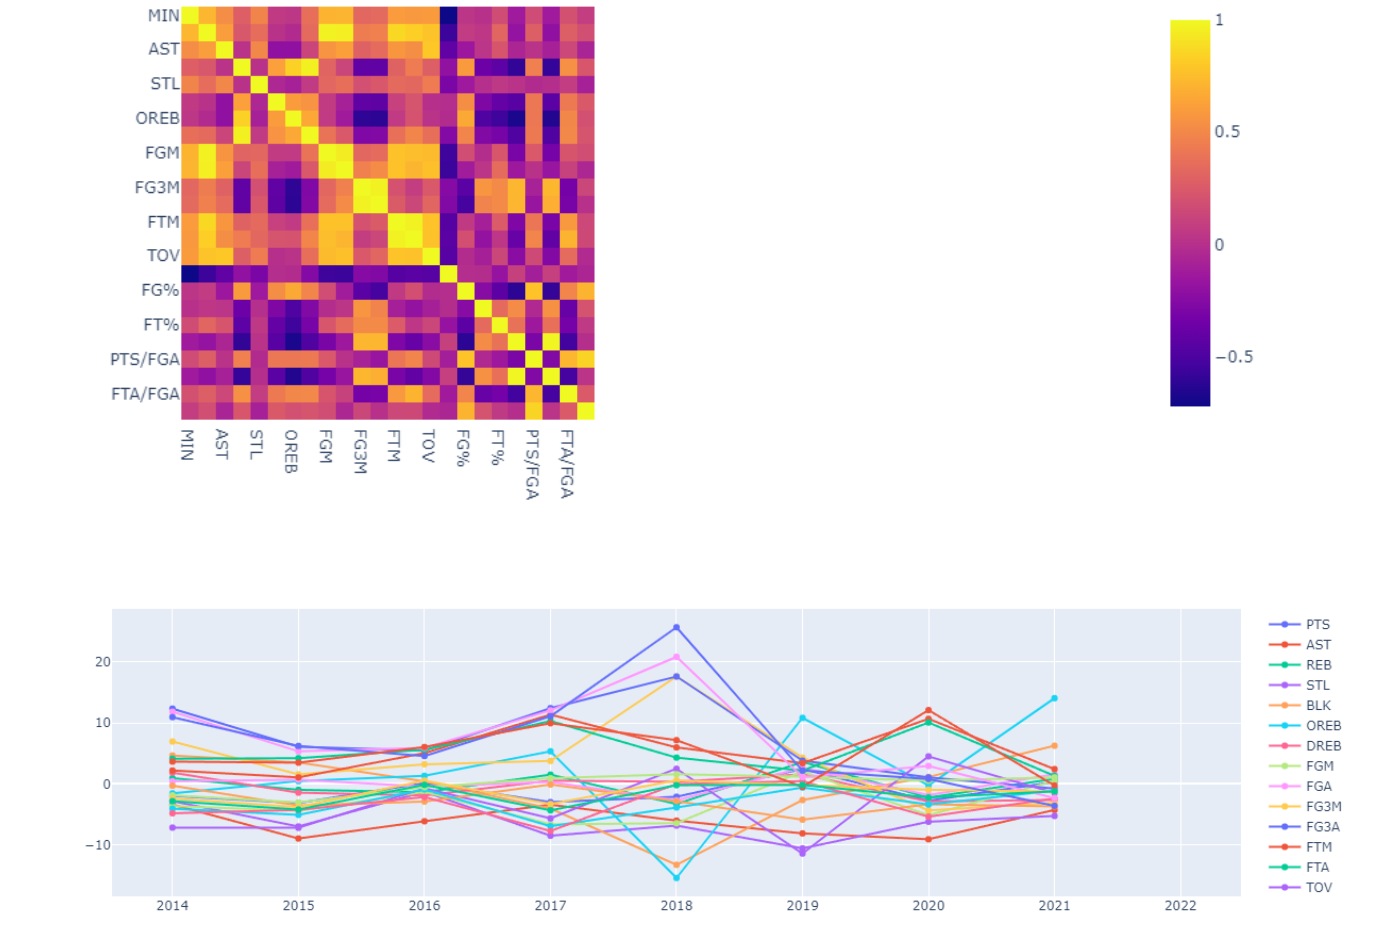 MIN
AST
STL
OREB
FGM
FG3M
FTM
TOV
FG%
FT%
PTS/FGA
FTA/FGA
MIN
AST
STL
OREB
FGM
FG3M
FTM
TOV
FG%
FT%
PTS/FGA
FTA/FGA
1
0.5
0
−0.5
20
10
0
−10
2014
2015
2016
2017
2018
2019
2020
2021
2022
PTS
AST
REB
STL
BLK
OREB
DREB
FGM
FGA
FG3M
FG3A
FTM
FTA
TOV